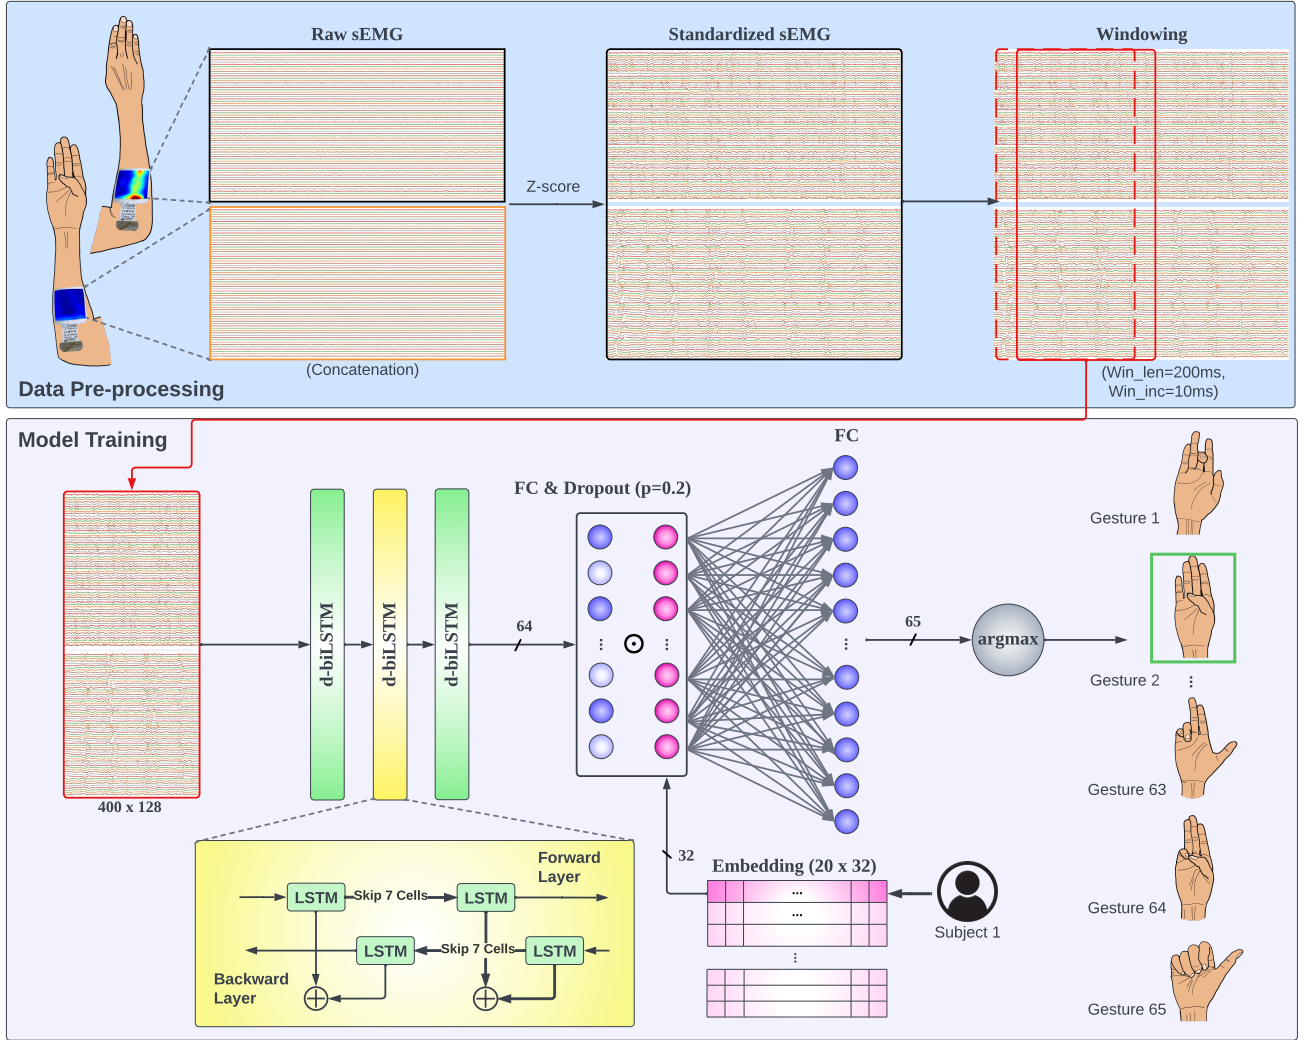 Raw sEMG
Standardized sEMG
Windowing
Z-score
(Concatenation)
(Win_len=200ms,
Win_inc=10ms)
Data Pre-processing
Model Training
FC
FC & Dropout (p=0.2)
Gesture 1
d-biLSTM
d-biLSTM
d-biLSTM
64
...
⊙
...
...
65
argmax
Gesture 2
...
Gesture 63
400 x 128
32
Forward
Layer
Embedding (20 x 32)
LSTM
Skip 7 Cells
LSTM
...
...
Gesture 64
Subject 1
LSTM
Skip 7 Cells
LSTM
...
Backward
Layer
Gesture 65